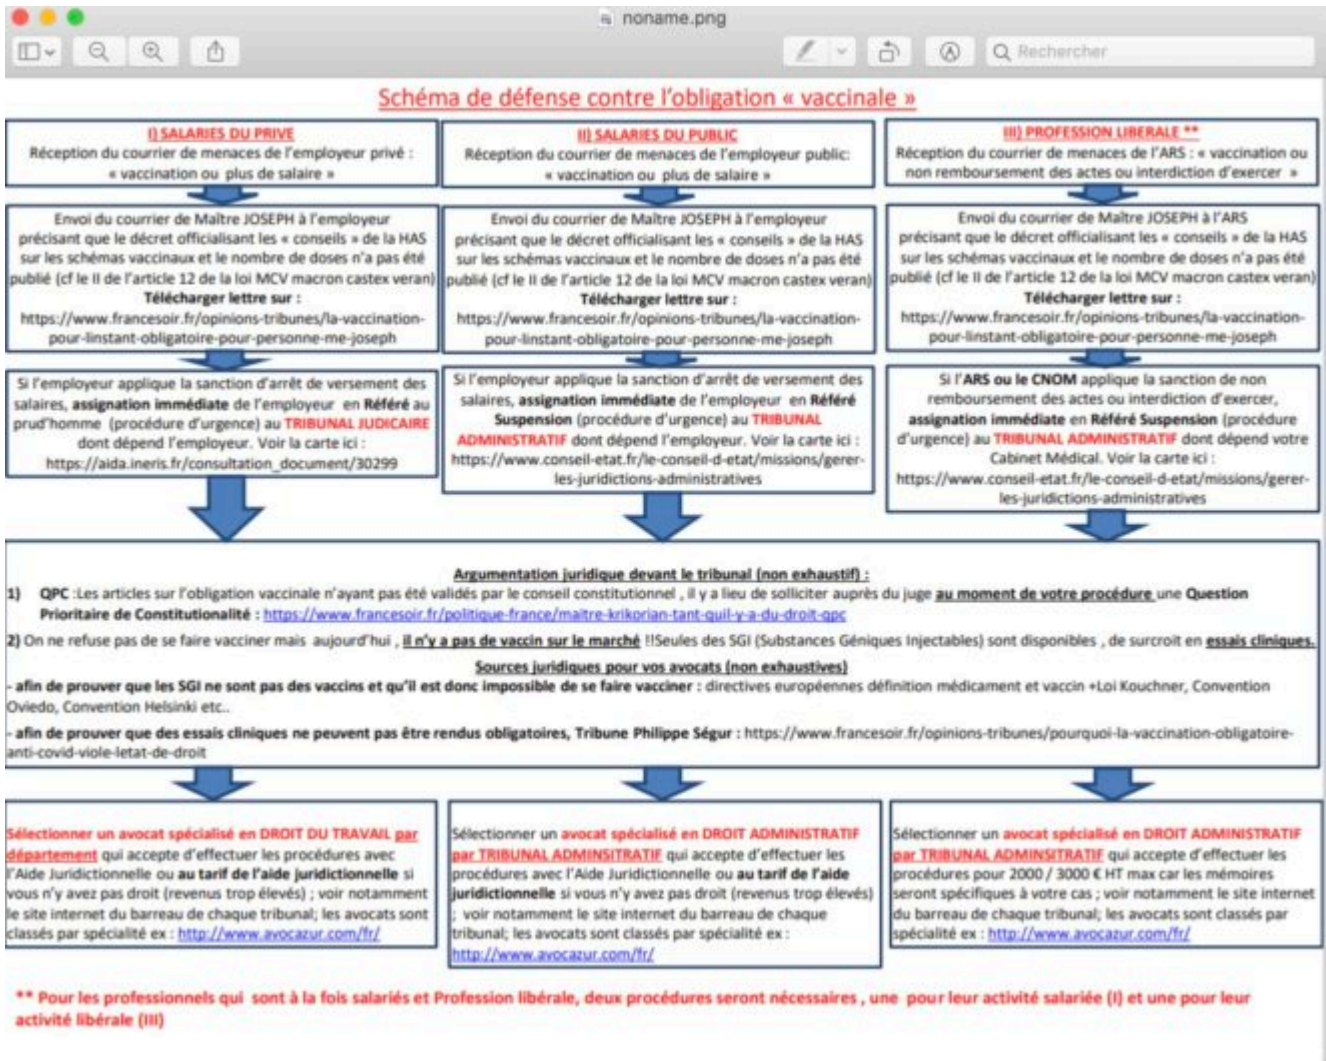 noname.png
Rechercher
Schéma de défense contre l'obligation « vaccinale »
I) SALARIES DU PRIVE
Réception du courrier de menaces de l'employeur privé :
« vaccination ou plus de salaire »
II) SALARIES DU PUBLIC
Réception du courrier de menaces de l'employeur public:
« vaccination ou plus de salaire »
III) PROFESSION LIBERALE **
Réception du courrier de menaces de l'ARS : « vaccination ou
non remboursement des actes ou interdiction d'exercer »
Envoi du courrier de Maître JOSEPH à l'employeur
précisant que le décret officialisant les « conseils » de la HAS
sur les schémas vaccinaux et le nombre de doses n'a pas été
publié (cf le II de l'article 12 de la loi MCV macron castex veran)
Télécharger lettre sur :
https://www.francesoir.fr/opinions-tribunes/la-vaccination-
pour-linstant-obligatoire-pour-personne-me-joseph
Envoi du courrier de Maître JOSEPH à l'employeur
précisant que le décret officialisant les « conseils » de la HAS
sur les schémas vaccinaux et le nombre de doses n'a pas été
publié (cf le II de l'article 12 de la loi MCV macron castex veran)
Télécharger lettre sur :
https://www.francesoir.fr/opinions-tribunes/la-vaccination-
pour-linstant-obligatoire-pour-personne-me-joseph
Envoi du courrier de Maître JOSEPH à l'ARS
précisant que le décret officialisant les « conseils » de la HAS
sur les schémas vaccinaux et le nombre de doses n'a pas été
publié (cf le II de l'article 12 de la loi MCV macron castex veran)
Télécharger lettre sur :
https://www.francesoir.fr/opinions-tribunes/la-vaccination-
pour-linstant-obligatoire-pour-personne-me-joseph
Si l'employeur applique la sanction d'arrêt de versement des
salaires, assignation immédiate de l'employeur en Référé au
prud'homme (procédure d'urgence) au TRIBUNAL JUDICAIRE
dont dépend l'employeur. Voir la carte ici :
https://aida.ineris.fr/consultation_document/30299
Si l'employeur applique la sanction d'arrêt de versement des
salaires, assignation immédiate de l'employeur en Référé
Suspension (procédure d'urgence) au TRIBUNAL
ADMINISTRATIF dont dépend l'employeur. Voir la carte ici :
https://www.conseil-etat.fr/le-conseil-d-etat/missions/gerer-
les-juridictions-administratives
Si l'ARS ou le CNOM applique la sanction de non
remboursement des actes ou interdiction d'exercer,
assignation immédiate en Référé Suspension (procédure
d'urgence) au TRIBUNAL ADMINISTRATIF dont dépend votre
Cabinet Médical. Voir la carte ici :
https://www.conseil-etat.fr/le-conseil-d-etat/missions/gerer-
les-juridictions-administratives
Argumentation juridique devant le tribunal (non exhaustif) :
1) QPC :Les articles sur l'obligation vaccinale n'ayant pas été validés par le conseil constitutionnel , il y a lieu de solliciter auprès du juge au moment de votre procédure une Question
Prioritaire de Constitutionalité : https://www.francesoir.fr/politique-france/maitre-krikorian-tant-quil-y-a-du-droit-qpc
2) On ne refuse pas de se faire vacciner mais aujourd'hui , il n'y a pas de vaccin sur le marché !!Seules des SGI (Substances Géniques Injectables) sont disponibles , de surcroit en essais cliniques.
Sources juridiques pour vos avocats (non exhaustives)
- afin de prouver que les SGI ne sont pas des vaccins et qu'il est donc impossible de se faire vacciner : directives européennes définition médicament et vaccin +Loi Kouchner, Convention
Oviedo, Convention Helsinki etc..
- afin de prouver que des essais cliniques ne peuvent pas être rendus obligatoires, Tribune Philippe Ségur : https://www.francesoir.fr/opinions-tribunes/pourquoi-la-vaccination-obligatoire-
anti-covid-viole-letat-de-droit
Sélectionner un avocat spécialisé en DROIT DU TRAVAIL par
département qui accepte d'effectuer les procédures avec
l'Aide Juridictionnelle ou au tarif de l'aide juridictionnelle si
vous n'y avez pas droit (revenus trop élevés) ; voir notamment
le site internet du barreau de chaque tribunal; les avocats sont
classés par spécialité ex : http://www.avocazur.com/fr/
Sélectionner un avocat spécialisé en DROIT ADMINISTRATIF
par TRIBUNAL ADMINSITRATIF qui accepte d'effectuer les
procédures avec l'Aide Juridictionnelle ou au tarif de l'aide
juridictionnelle si vous n'y avez pas droit (revenus trop élevés)
; voir notamment le site internet du barreau de chaque
tribunal; les avocats sont classés par spécialité ex :
http://www.avocazur.com/fr/
Sélectionner un avocat spécialisé en DROIT ADMINISTRATIF
par TRIBUNAL ADMINSITRATIF qui accepte d'effectuer les
procédures pour 2000 / 3000 € HT max car les mémoires
seront spécifiques à votre cas ; voir notamment le site internet
du barreau de chaque tribunal; les avocats sont classés par
spécialité ex : http://www.avocazur.com/fr/
** Pour les professionnels qui sont à la fois salariés et Profession libérale, deux procédures seront nécessaires , une pour leur activité salariée (I) et une pour leur
activité libérale (III)